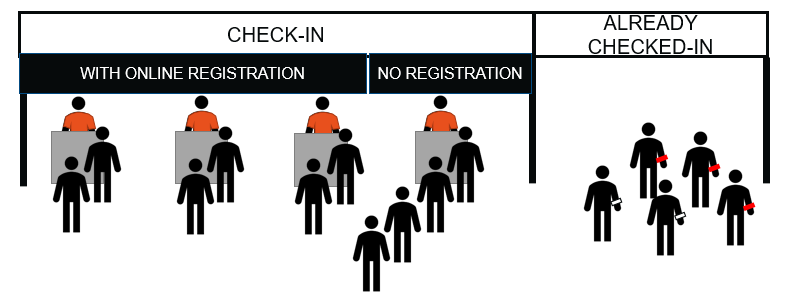 CHECK-IN
ALREADY
CHECKED-IN
WITH ONLINE REGISTRATION
NO REGISTRATION